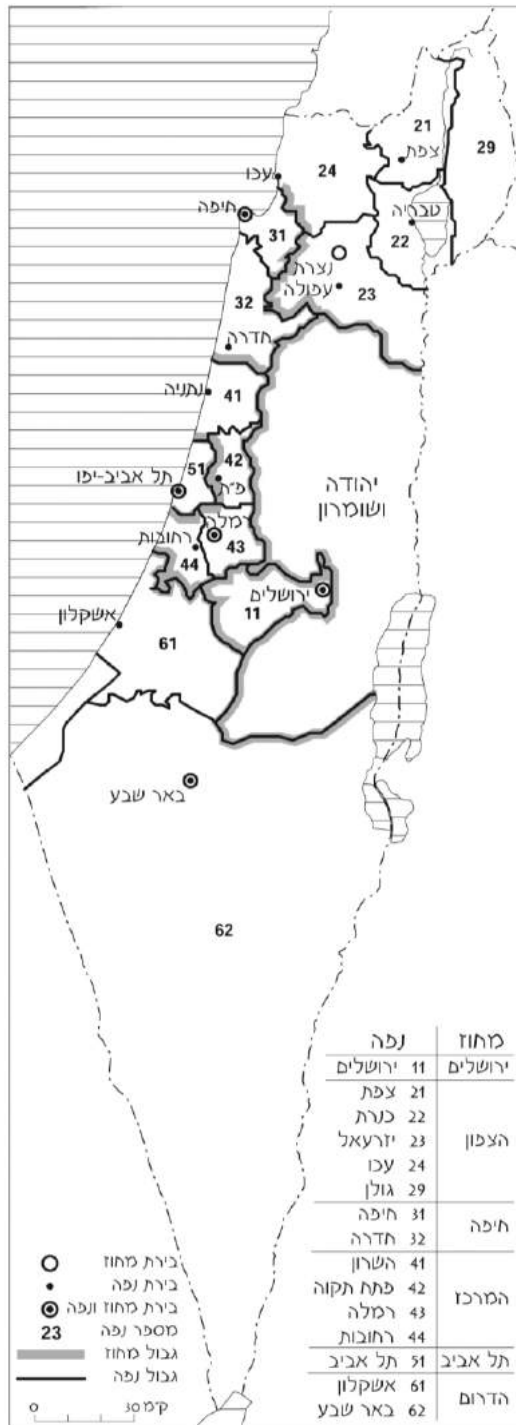 21
צפת
29
24
עכו
טבריה
חיפה
31
22
נצרת
עפולה
23
32
חדרה
נתניה
41
42
51
תל אביב-יפו
פ״ת
יהודה
ושומרון
רמלה
רחובות
43
44
ירושלים
11
אשקלון
61
באר שבע
62
מחוז נפה
ירושלים 11 ירושלים
הצפון
21 צפת
22 כנרת
23 יזרעאל
24 עכו
29 גולן
חיפה
31 חיפה
32 חדרה
המרכז
41 השרון
42 פתח תקוה
43 רמלה
44 רחובות
תל אביב 51 תל אביב
הדרום
61 אשקלון
62 באר שבע
בירת מחוז
בירת נפה
בירת מחוז ונפה
23 מספר נפה
גבול מחוז
גבול נפה
0 30 ק״מ